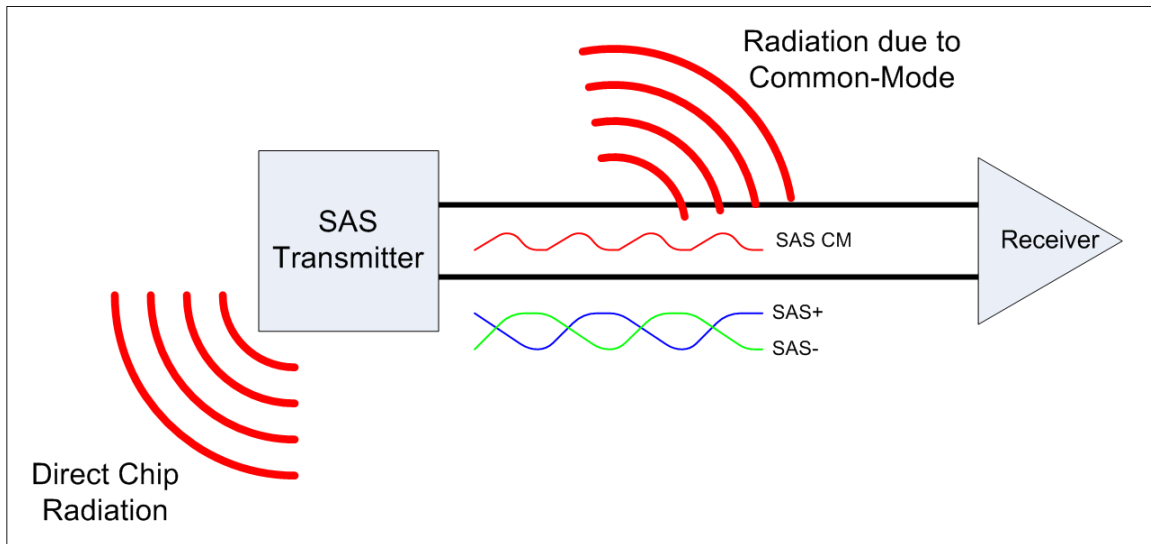 Radiation due to
Common-Mode
SAS
Transmitter
SAS CM
Receiver
SAS+
SAS-
Direct Chip
Radiation